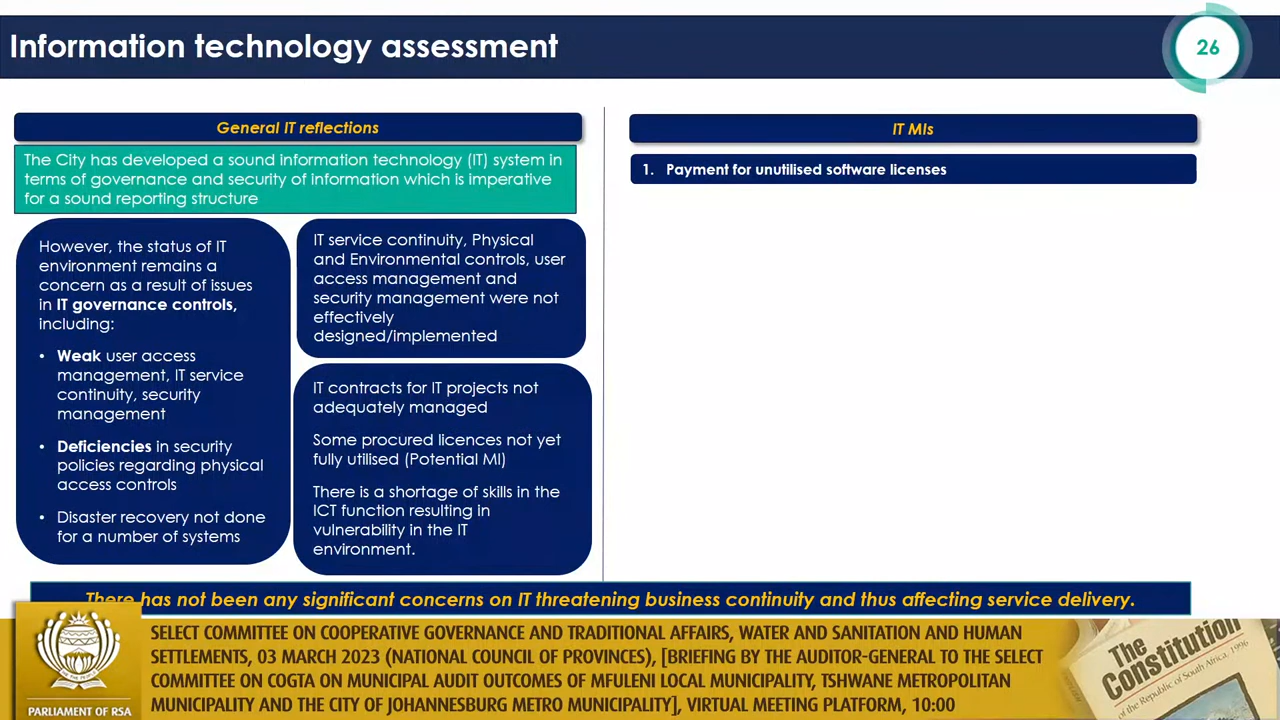 Information technology assessment
26
General IT reflections
The City has developed a sound information technology (IT) system in
terms of governance and security of information which is imperative
for a sound reporting structure
However, the status of IT
environment remains a
concern as a result of issues
in IT governance controls,
including:
• Weak user access
management, IT service
continuity, security
management
• Deficiencies in security
policies regarding physical
access controls
• Disaster recovery not done
for a number of systems
IT service continuity, Physical
and Environmental controls, user
access management and
security management were not
effectively
designed/implemented
IT contracts for IT projects not
adequately managed
Some procured licences not yet
fully utilised (Potential MI)
There is a shortage of skills in the
ICT function resulting in
vulnerability in the IT
environment.
IT MIs
1. Payment for unutilised software licenses
There has not been any significant concerns on IT threatening business continuity and thus affecting service delivery.
PARLIAMENT OF RSA
SELECT COMMITTEE ON COOPERATIVE GOVERNANCE AND TRADITIONAL AFFAIRS, WATER AND SANITATION AND HUMAN
SETTLEMENTS, 03 MARCH 2023 (NATIONAL COUNCIL OF PROVINCES), [BRIEFING BY THE AUDITOR-GENERAL TO THE SELECT
COMMITTEE ON COGTA ON MUNICIPAL AUDIT OUTCOMES OF MFULENI LOCAL MUNICIPALITY, TSHWANE METROPOLITAN
MUNICIPALITY AND THE CITY OF JOHANNESBURG METRO MUNICIPALITY], VIRTUAL MEETING PLATFORM, 10:00
The
Constitution
of the Republic of South Africa, 1996